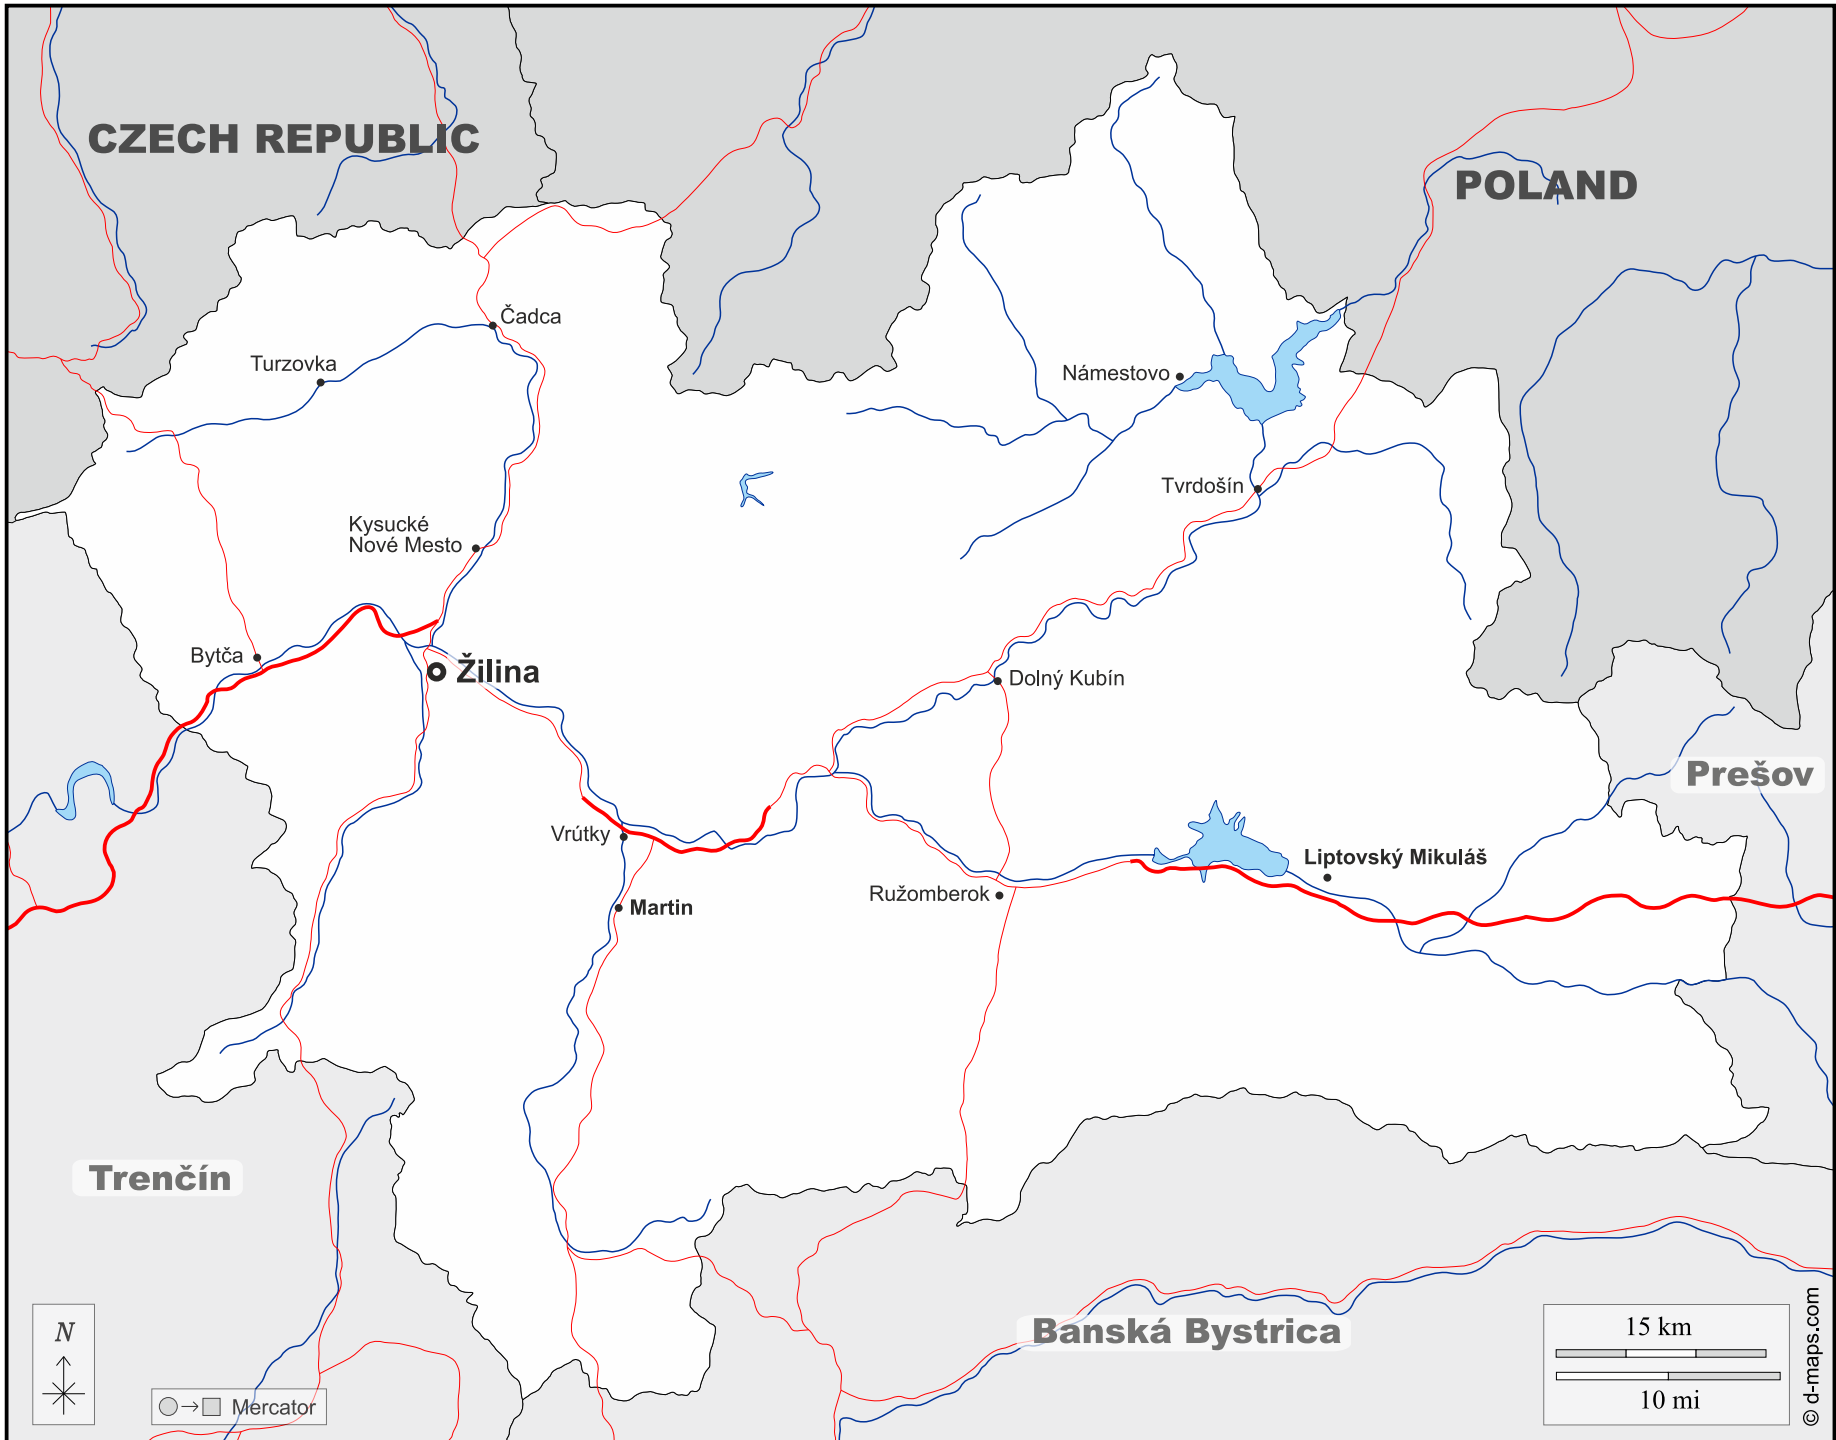 CZECH REPUBLIC
POLAND
Čadca
Turzovka
Námestovo
Tvrdošín
Kysucké
Nové Mesto
Bytča
Žilina
Dolný Kubín
Prešov
Vrútky
Liptovský Mikuláš
Ružomberok
Martin
Trenčín
Banská Bystrica
N
Mercator
15 km
10 mi
© d-maps.com